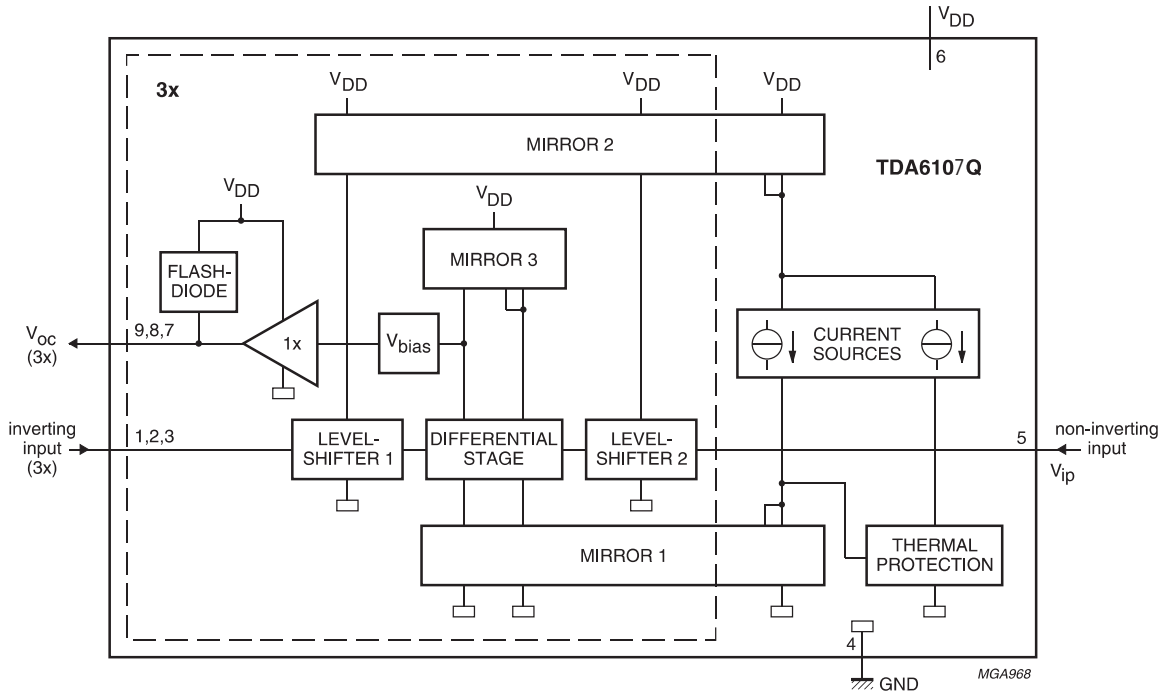 VDD
6
3x
VDD
VDD
VDD
MIRROR 2
TDA6107Q
VDD
VDD
MIRROR 3
FLASH-
DIODE
CURRENT
SOURCES
Voc
(3x)
9,8,7
1x
Vbias
inverting
input
(3x)
1,2,3
LEVEL-
SHIFTER 1
DIFFERENTIAL
STAGE
LEVEL-
SHIFTER 2
5
non-inverting
input
Vip
MIRROR 1
THERMAL
PROTECTION
4
GND
MGA968